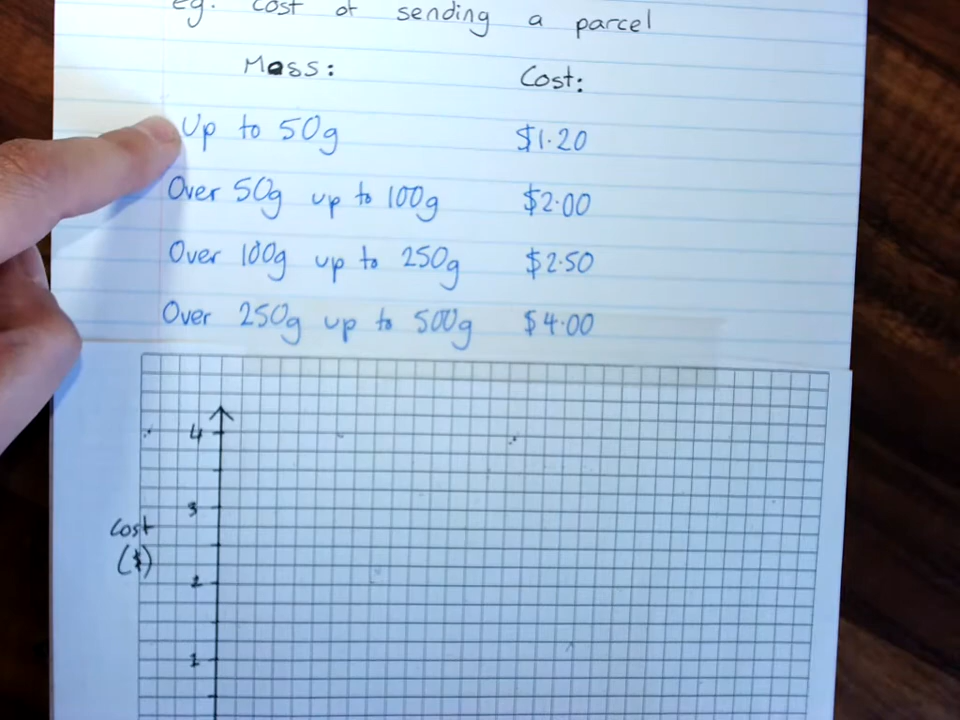 eg. Cost of sending a parcel
Mass: Cost:
Up to 50g $1.20
Over 50g up to 100g $2.00
Over 100g up to 250g $2.50
Over 250g up to 500g $4.00
4
3
Cost
($)
2
1